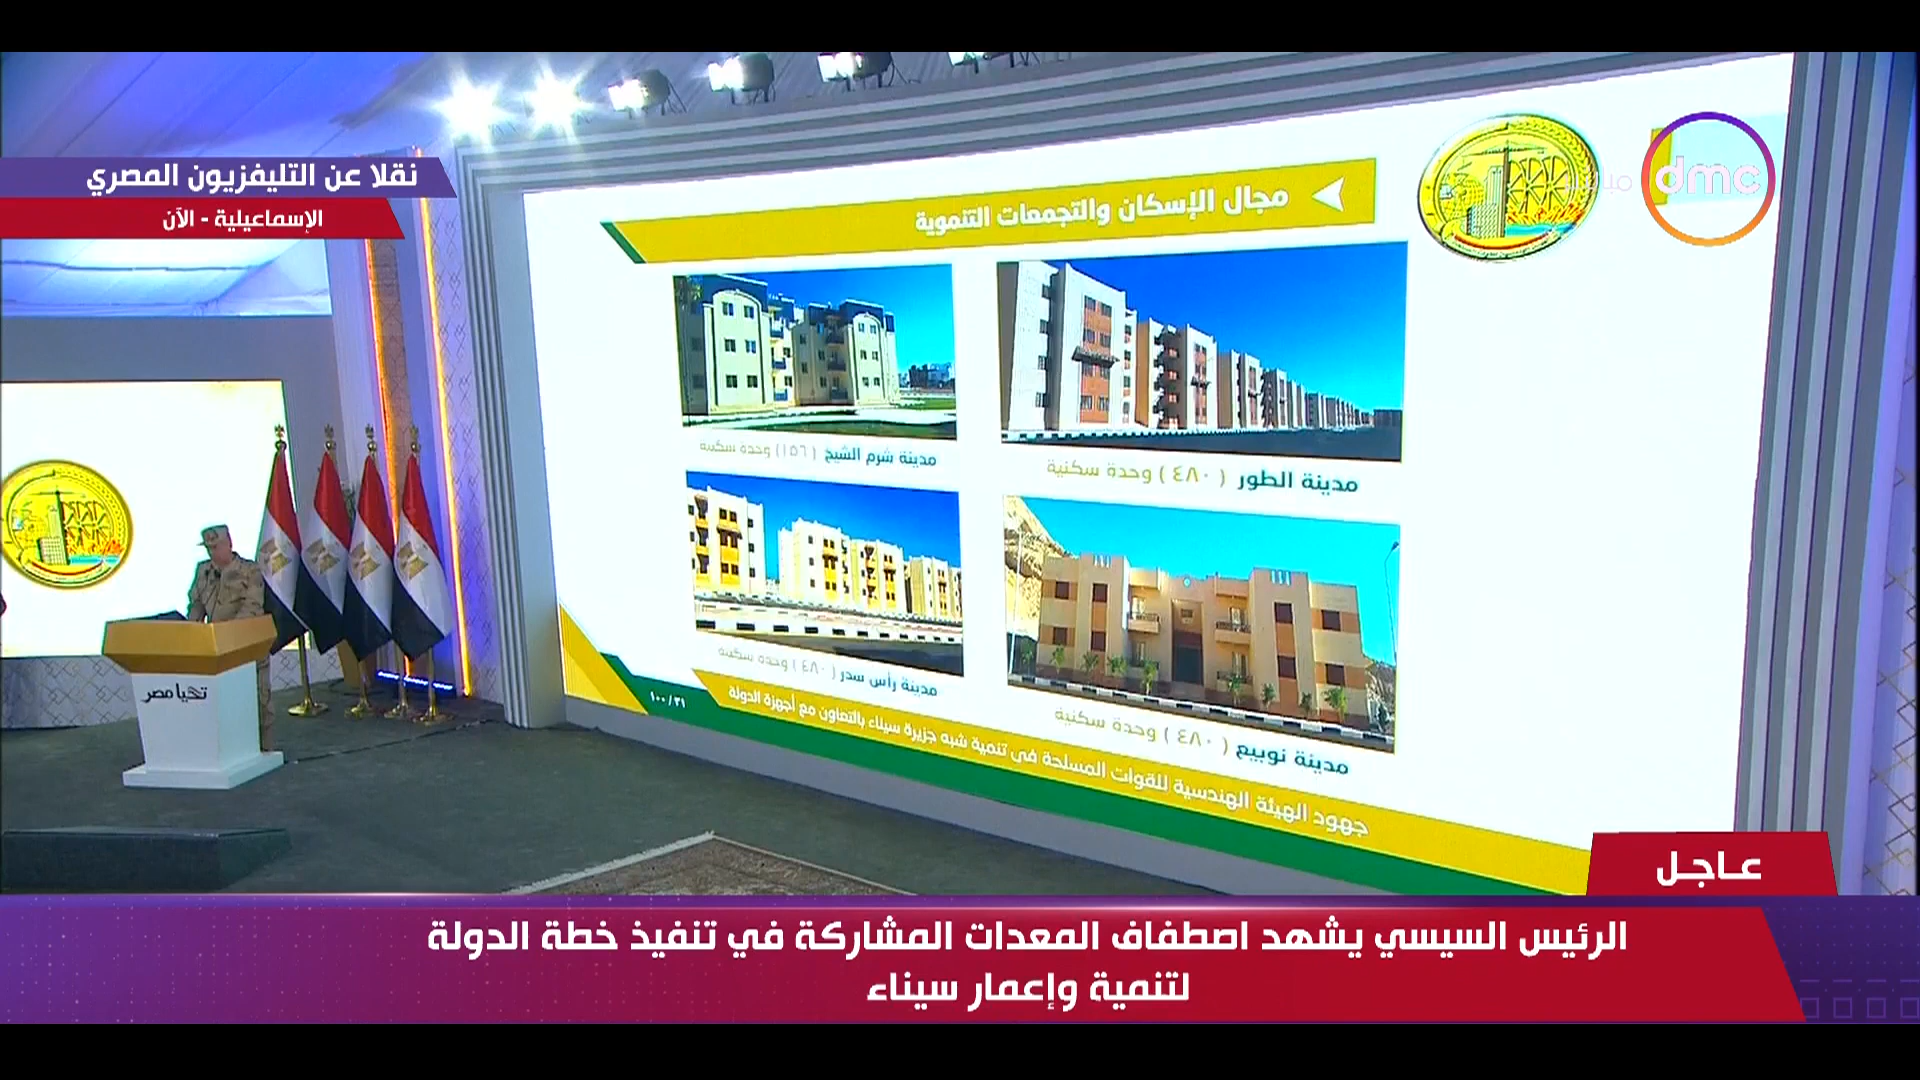 نقلا عن التليفزيون المصري
الإسماعيلية - الآن
dmc
مجال الإسكان والتجمعات التنموية
مدينة الطور ( ٤٨٠ ) وحدة سكنية
مدينة شرم الشيخ ( ١٥٦ ) وحدة سكنية
مدينة نويبع ( ٤٨٠ ) وحدة سكنية
مدينة رأس سدر ( ٤٨٠ ) وحدة سكنية
جهود الهيئة الهندسية للقوات المسلحة فى تنمية شبه جزيرة سيناء بالتعاون مع أجهزة الدولة
٣١ / ١٠٠
تحيا مصر
عاجل
الرئيس السيسي يشهد اصطفاف المعدات المشاركة في تنفيذ خطة الدولة
لتنمية وإعمار سيناء